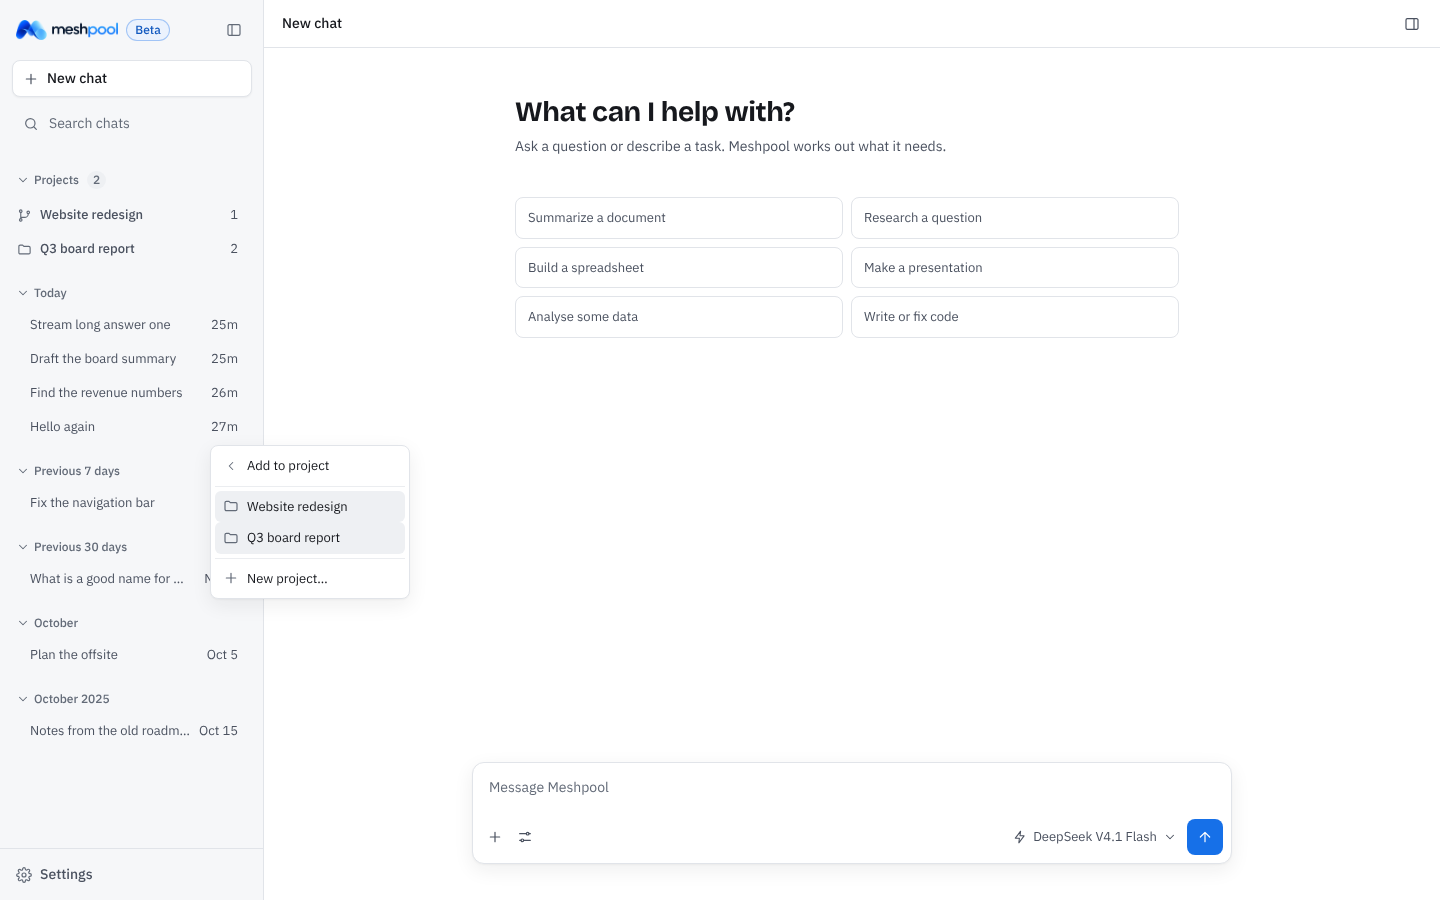 meshpool Beta
New chat
Search chats
Projects 2
Website redesign 1
Q3 board report 2
Today
Stream long answer one 25m
Draft the board summary 25m
Find the revenue numbers 26m
Hello again 27m
Previous 7 days
Fix the navigation bar
Previous 30 days
What is a good name for ...
October
Plan the offsite Oct 5
October 2025
Notes from the old roadm... Oct 15
Settings
Add to project
Website redesign
Q3 board report
New project...
New chat
What can I help with?
Ask a question or describe a task. Meshpool works out what it needs.
Summarize a document
Research a question
Build a spreadsheet
Make a presentation
Analyse some data
Write or fix code
Message Meshpool
DeepSeek V4.1 Flash